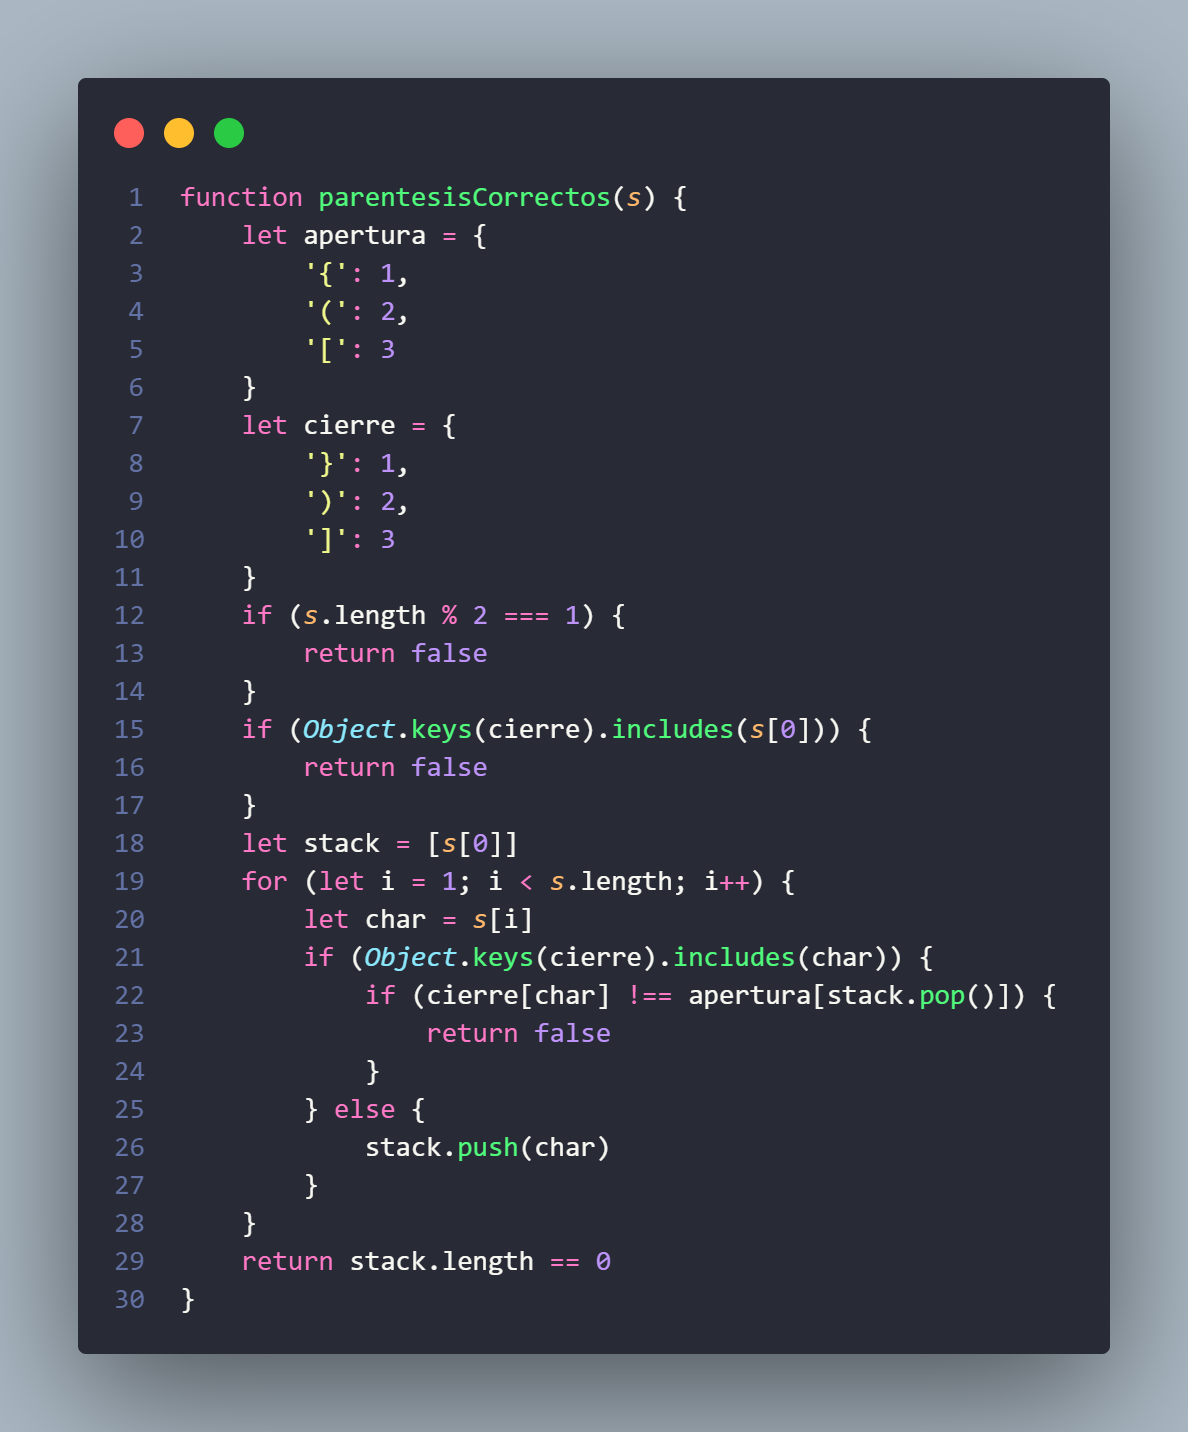 1 function parentesisCorrectos(s) {
2     let apertura = {
3         '{': 1,
4         '(': 2,
5         '[': 3
6     }
7     let cierre = {
8         '}': 1,
9         ')': 2,
10         ']': 3
11     }
12     if (s.length % 2 === 1) {
13         return false
14     }
15     if (Object.keys(cierre).includes(s[0])) {
16         return false
17     }
18     let stack = [s[0]]
19     for (let i = 1; i < s.length; i++) {
20         let char = s[i]
21         if (Object.keys(cierre).includes(char)) {
22             if (cierre[char] !== apertura[stack.pop()]) {
23                 return false
24             }
25         } else {
26             stack.push(char)
27         }
28     }
29     return stack.length == 0
30 }